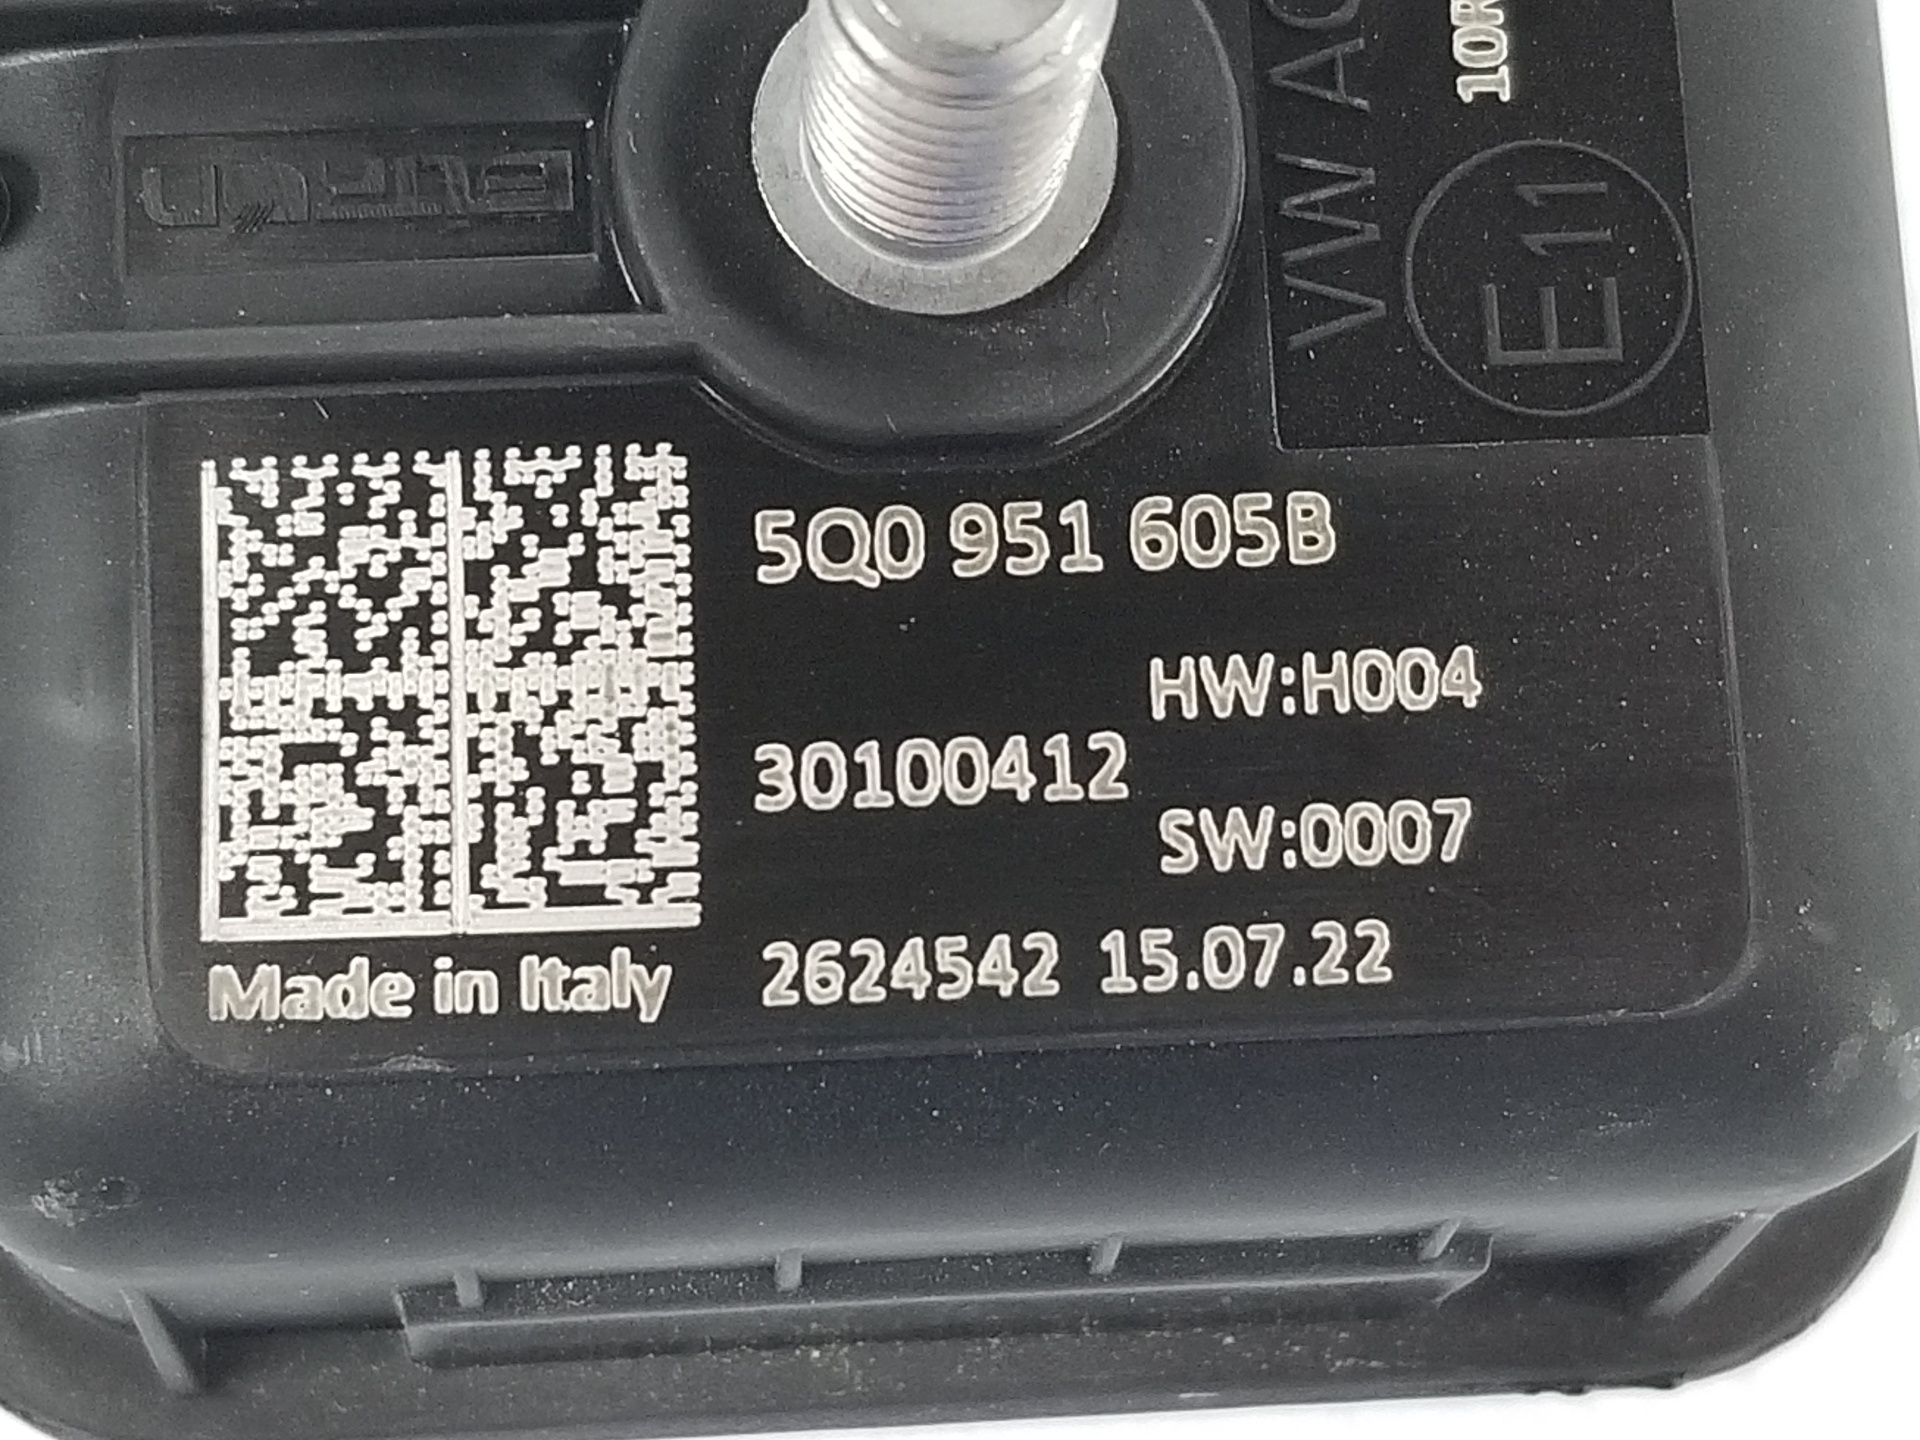 VW AG
10R
E11
5Q0 951 605B
HW:H004
30100412
SW:0007
2624542 15.07.22
Made in Italy